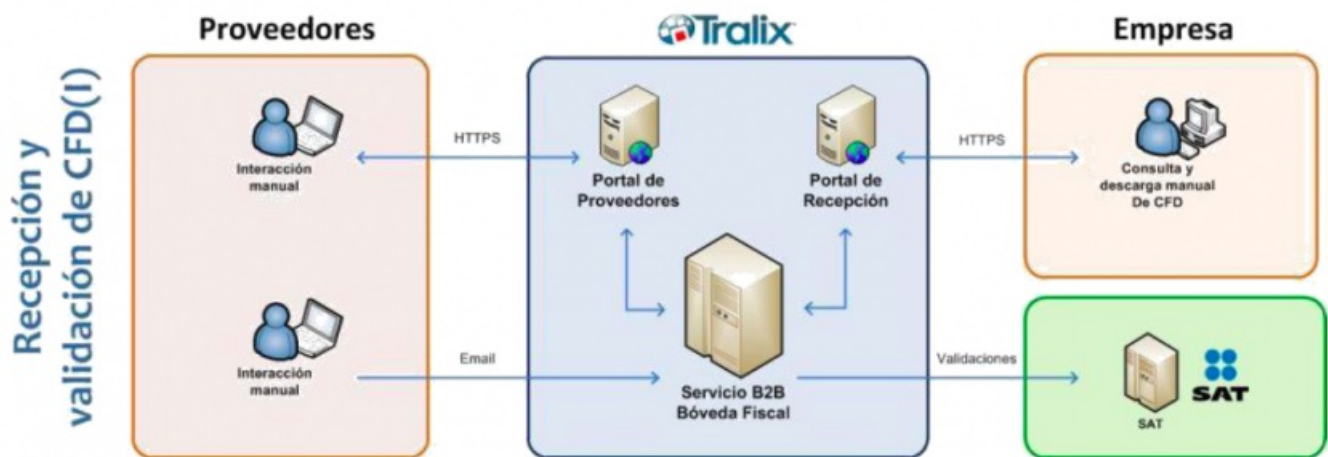 Proveedores
Tralix
Empresa
Recepción y
validación de CFD(I)
Interacción
manual
HTTPS
Portal de
Proveedores
Portal de
Recepción
HTTPS
Consulta y
descarga manual
De CFD
Interacción
manual
Email
Servicio B2B
Bóveda Fiscal
Validaciones
SAT
SAT